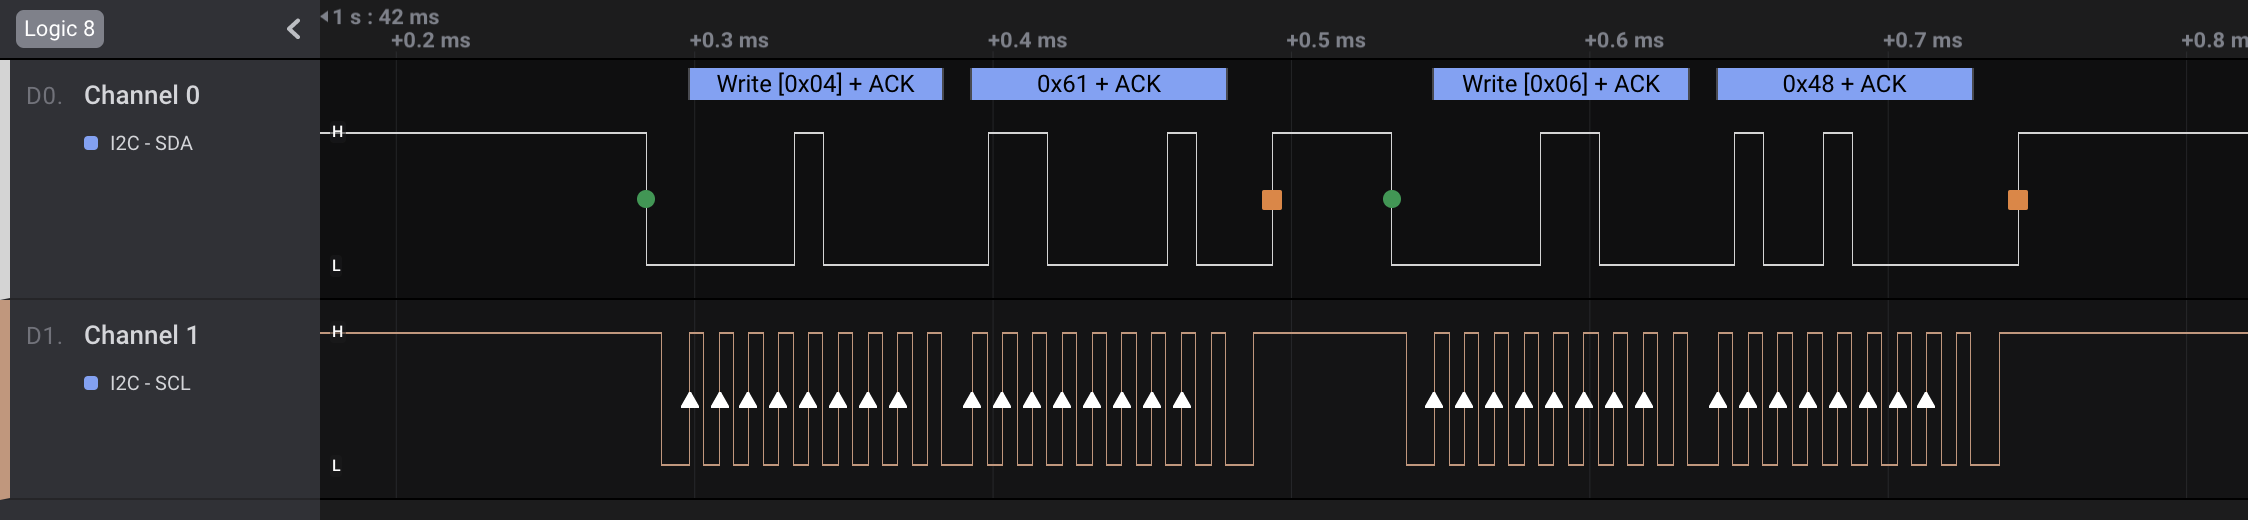 Logic 8
1 s : 42 ms
+0.2 ms +0.3 ms +0.4 ms +0.5 ms +0.6 ms +0.7 ms +0.8 m
D0. Channel 0
I2C - SDA
Write [0x04] + ACK 0x61 + ACK Write [0x06] + ACK 0x48 + ACK
H
L
D1. Channel 1
I2C - SCL
H
L